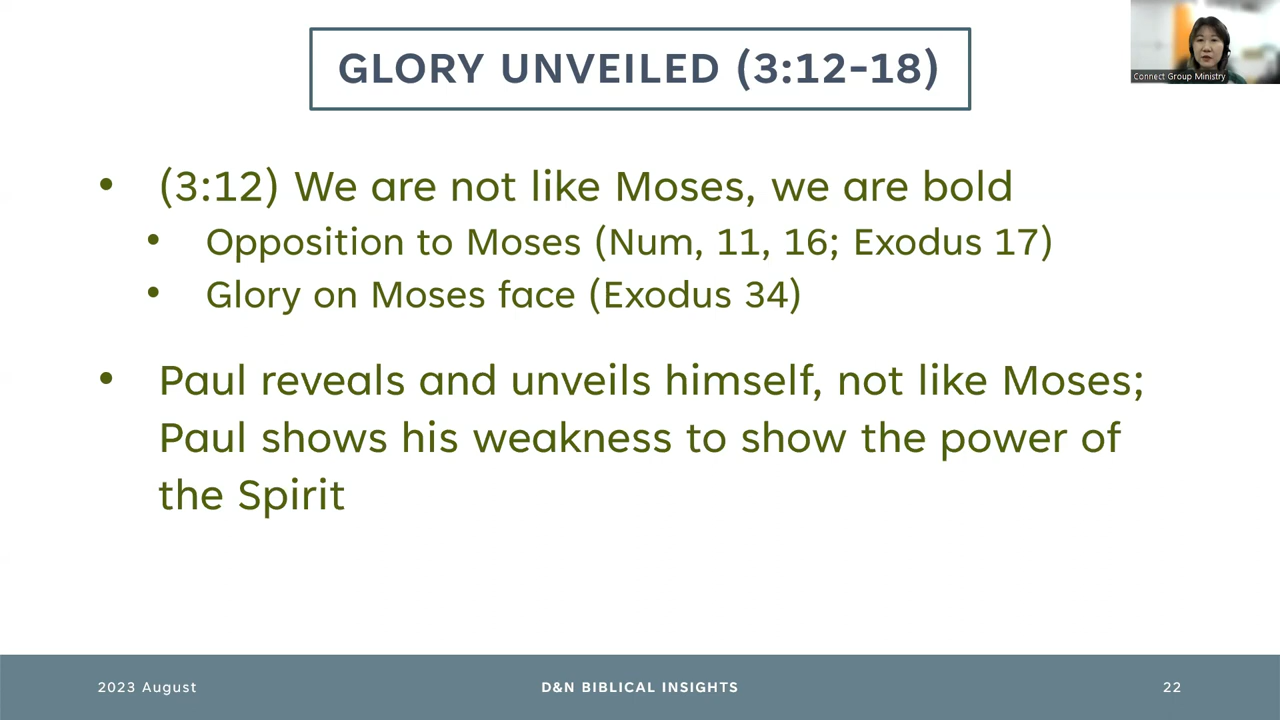 GLORY UNVEILED (3:12-18)
Connect Group Ministry
• (3:12) We are not like Moses, we are bold
• Opposition to Moses (Num, 11, 16; Exodus 17)
• Glory on Moses face (Exodus 34)
• Paul reveals and unveils himself, not like Moses;
Paul shows his weakness to show the power of
the Spirit
2023 August
D&N BIBLICAL INSIGHTS
22